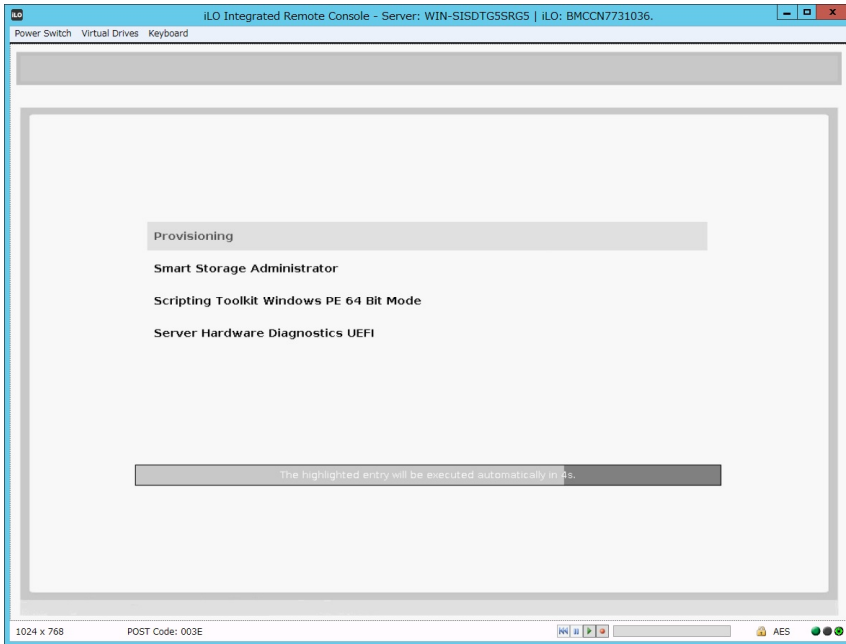 iLO
iLO Integrated Remote Console - Server: WIN-SISDTG5SRG5 | iLO: BMCCN7731036.
Power Switch Virtual Drives Keyboard
Provisioning
Smart Storage Administrator
Scripting Toolkit Windows PE 64 Bit Mode
Server Hardware Diagnostics UEFI
The highlighted entry will be executed automatically in 4s.
1024 x 768 POST Code: 003E AES